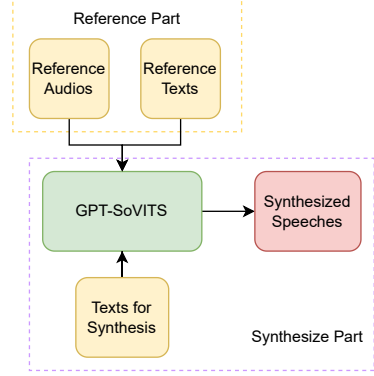 Reference Part
Reference
Audios
Reference
Texts
GPT-SoVITS
Synthesized
Speeches
Texts for
Synthesis
Synthesize Part